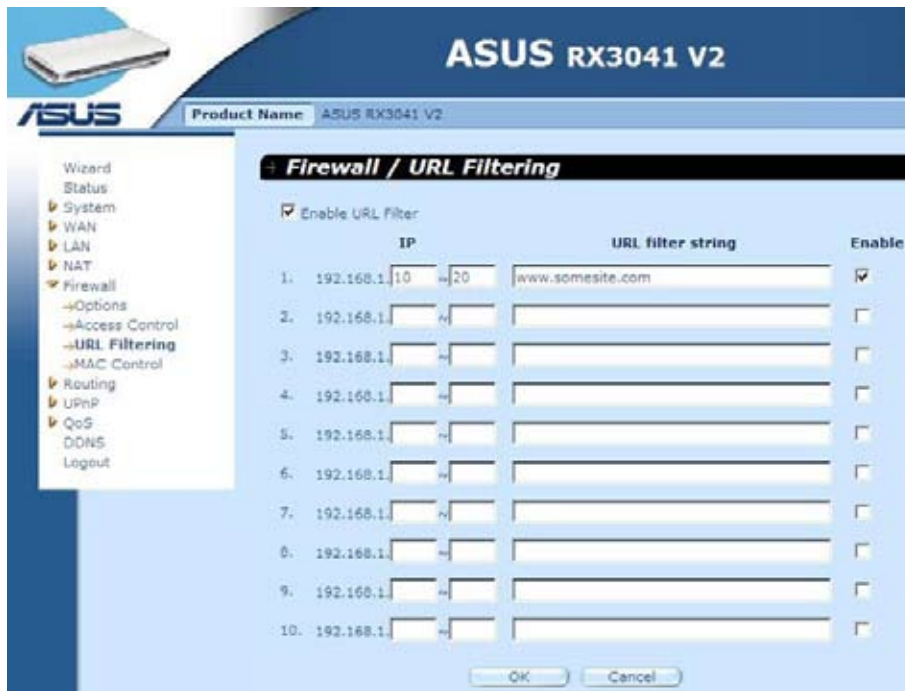 ASUS RX3041 V2
ASUS
Product Name ASUS RX3041 V2
Wizard
Status
System
WAN
LAN
NAT
Firewall
Options
Access Control
URL Filtering
MAC Control
Routing
UPnP
QoS
DDNS
Logout
Firewall / URL Filtering
Enable URL Filter
IP URL filter string Enable
1. 192.168.1. 10 ~ 20 www.somesite.com
2. 192.168.1. ~
3. 192.168.1. ~
4. 192.168.1. ~
5. 192.168.1. ~
6. 192.168.1. ~
7. 192.168.1. ~
8. 192.168.1. ~
9. 192.168.1. ~
10. 192.168.1. ~
OK Cancel